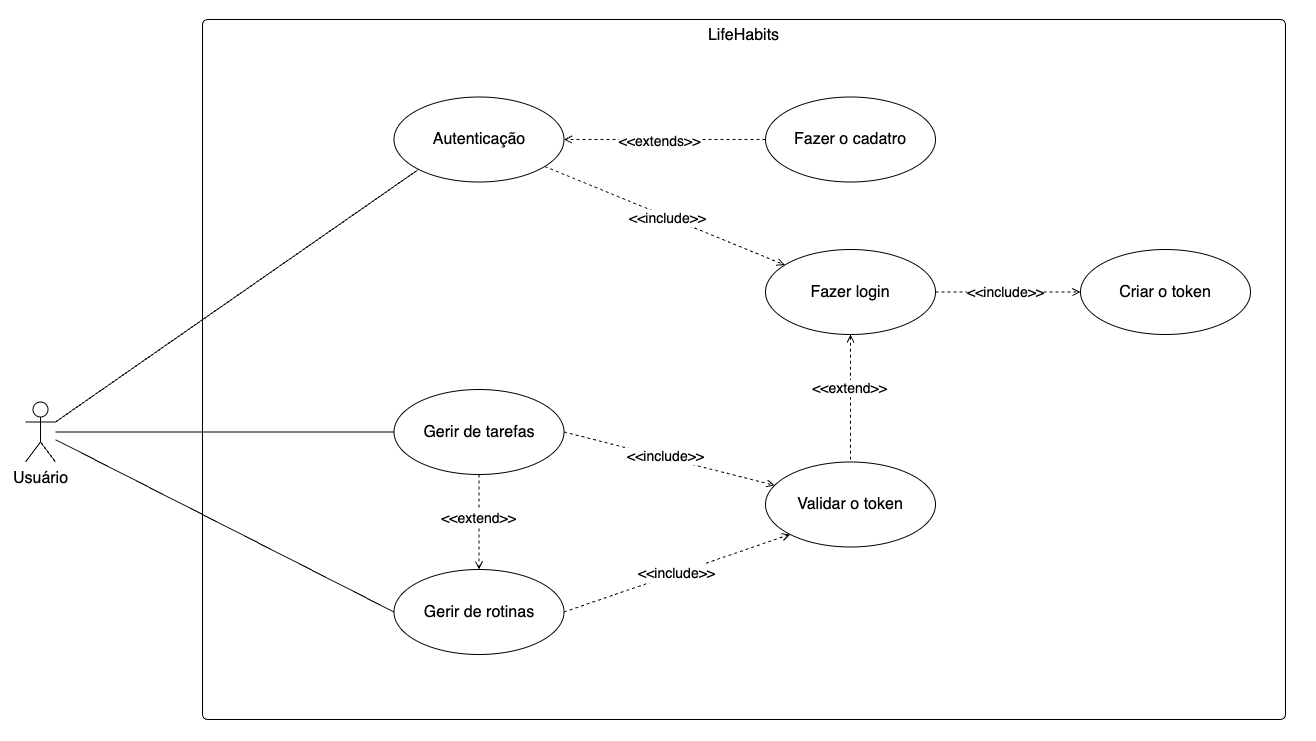 LifeHabits
Autenticação
<<extends>>
Fazer o cadatro
<<include>>
Fazer login
<<include>>
Criar o token
<<extend>>
Gerir de tarefas
<<include>>
Usuário
Validar o token
<<extend>>
<<include>>
Gerir de rotinas